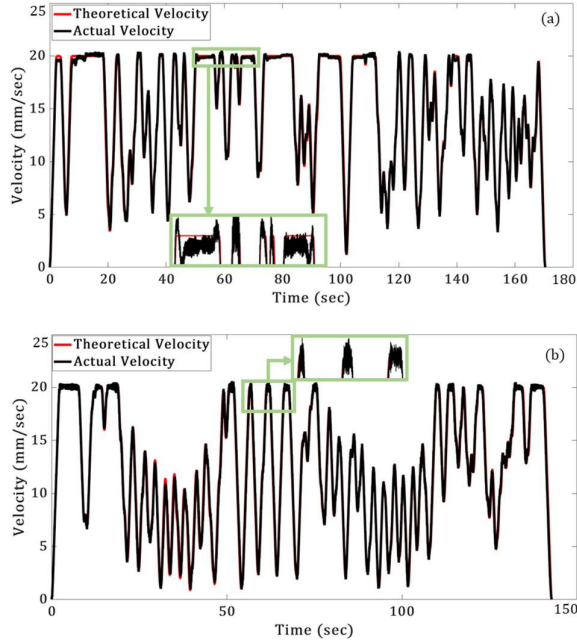 25
Theoretical Velocity
(a)
Actual Velocity
20
15
10
5
0
Velocity (mm/sec)
0 20 40 60 80 100 120 140 160 180
Time (sec)
25
Theoretical Velocity
(b)
Actual Velocity
20
15
10
5
0
Velocity (mm/sec)
0 50 100 150
Time (sec)